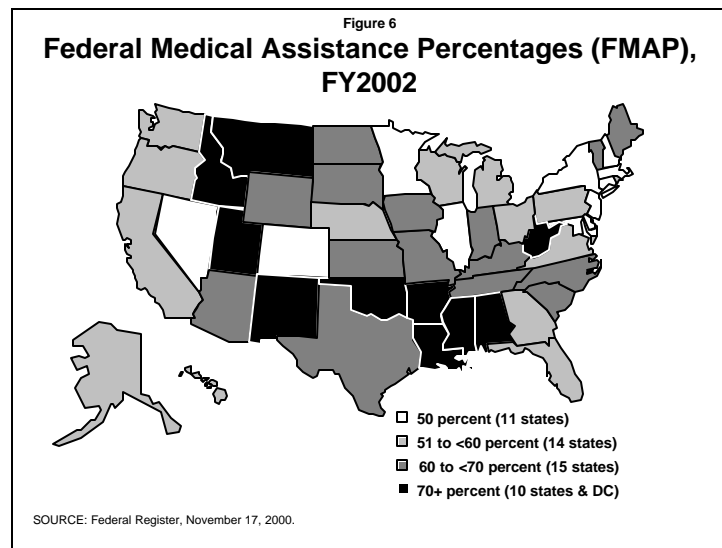 Figure 6
Federal Medical Assistance Percentages (FMAP),
FY2002
50 percent (11 states)
51 to <60 percent (14 states)
60 to <70 percent (15 states)
70+ percent (10 states & DC)
SOURCE: Federal Register, November 17, 2000.